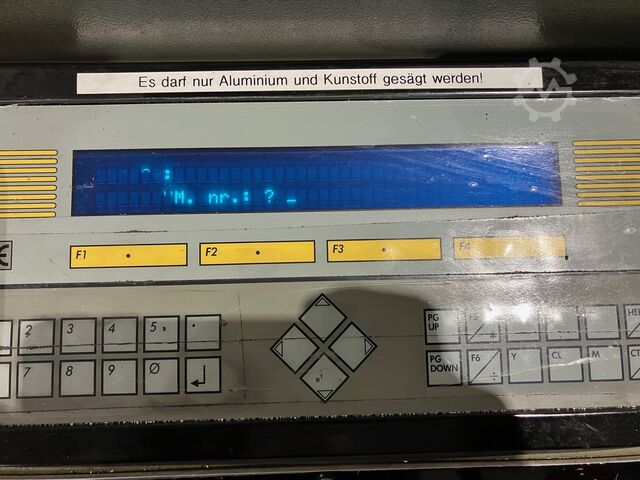 Es darf nur Aluminium und Kunstoff gesägt werden!
M. nr.: ? _
F1 F2 F3 F4
2 3 4 5
PG UP F5
7 8 9 Ø
PG DOWN F6 Y CL M